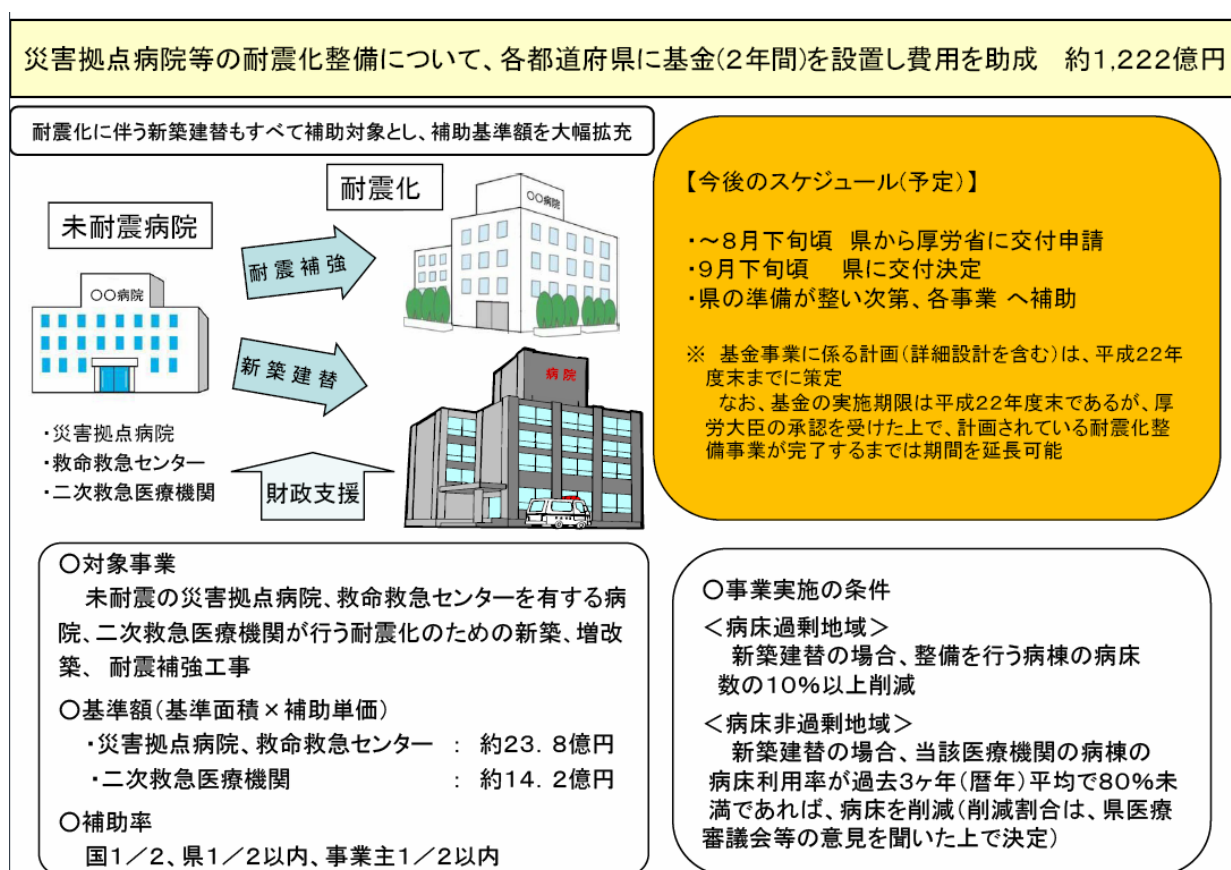 災害拠点病院等の耐震化整備について、各都道府県に基金(2年間)を設置し費用を助成　約1,222億円
耐震化に伴う新築建替もすべて補助対象とし、補助基準額を大幅拡充
未耐震病院
耐震化
〇〇病院
〇〇病院
耐震補強
新築建替
病院
・災害拠点病院
・救命救急センター
・二次救急医療機関
財政支援
【今後のスケジュール(予定)】
・～8月下旬頃　県から厚労省に交付申請
・9月下旬頃　　県に交付決定
・県の準備が整い次第、各事業 へ補助
※　基金事業に係る計画(詳細設計を含む)は、平成22年
度末までに策定
なお、基金の実施期限は平成22年度末であるが、厚
労大臣の承認を受けた上で、計画されている耐震化整
備事業が完了するまでは期間を延長可能
〇対象事業
未耐震の災害拠点病院、救命救急センターを有する病
院、二次救急医療機関が行う耐震化のための新築、増改
築、 耐震補強工事
〇基準額(基準面積×補助単価)
・災害拠点病院、救命救急センター　：　約23．8億円
・二次救急医療機関　：　約14．2億円
〇補助率
国1／2、県1／2以内、事業主1／2以内
〇事業実施の条件
＜病床過剰地域＞
新築建替の場合、整備を行う病棟の病床
数の10%以上削減
＜病床非過剰地域＞
新築建替の場合、当該医療機関の病棟の
病床利用率が過去3ヶ年(暦年)平均で80%未
満であれば、病床を削減(削減割合は、県医療
審議会等の意見を聞いた上で決定)